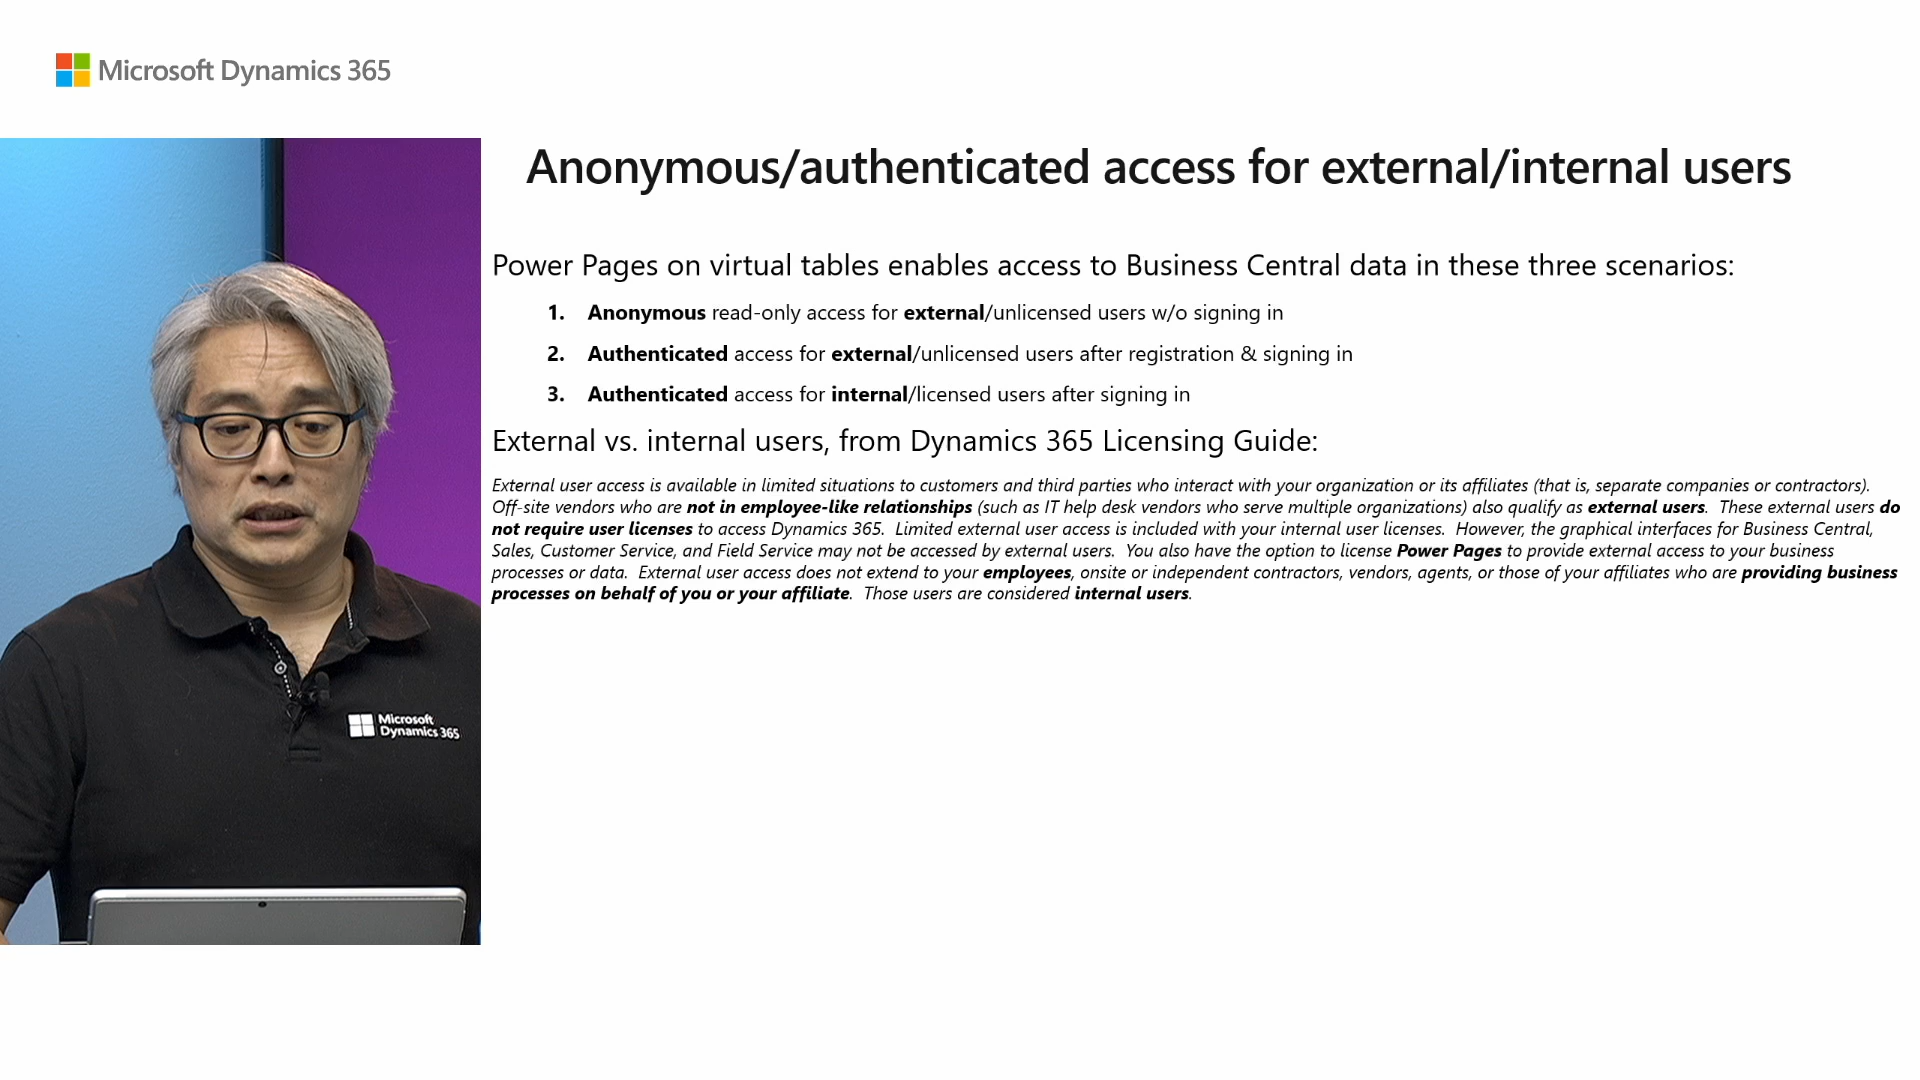 Microsoft Dynamics 365
Anonymous/authenticated access for external/internal users
Power Pages on virtual tables enables access to Business Central data in these three scenarios:
1. Anonymous read-only access for external/unlicensed users w/o signing in
2. Authenticated access for external/unlicensed users after registration & signing in
3. Authenticated access for internal/licensed users after signing in
External vs. internal users, from Dynamics 365 Licensing Guide:
External user access is available in limited situations to customers and third parties who interact with your organization or its affiliates (that is, separate companies or contractors).
Off-site vendors who are not in employee-like relationships (such as IT help desk vendors who serve multiple organizations) also qualify as external users. These external users do
not require user licenses to access Dynamics 365. Limited external user access is included with your internal user licenses. However, the graphical interfaces for Business Central,
Sales, Customer Service, and Field Service may not be accessed by external users. You also have the option to license Power Pages to provide external access to your business
processes or data. External user access does not extend to your employees, onsite or independent contractors, vendors, agents, or those of your affiliates who are providing business
processes on behalf of you or your affiliate. Those users are considered internal users.
Microsoft
Dynamics 365